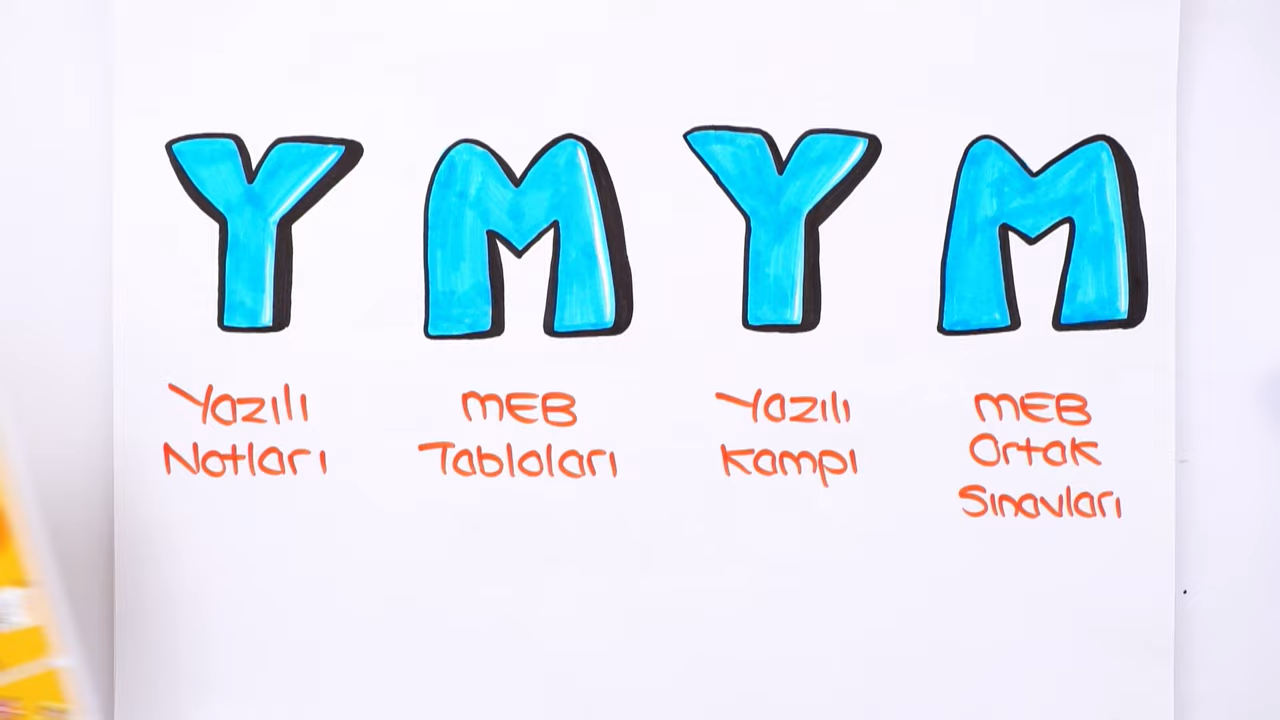 Y M Y M
Yazılı
Notları
MEB
Tabloları
Yazılı
Kampı
MEB
Ortak
Sınavları